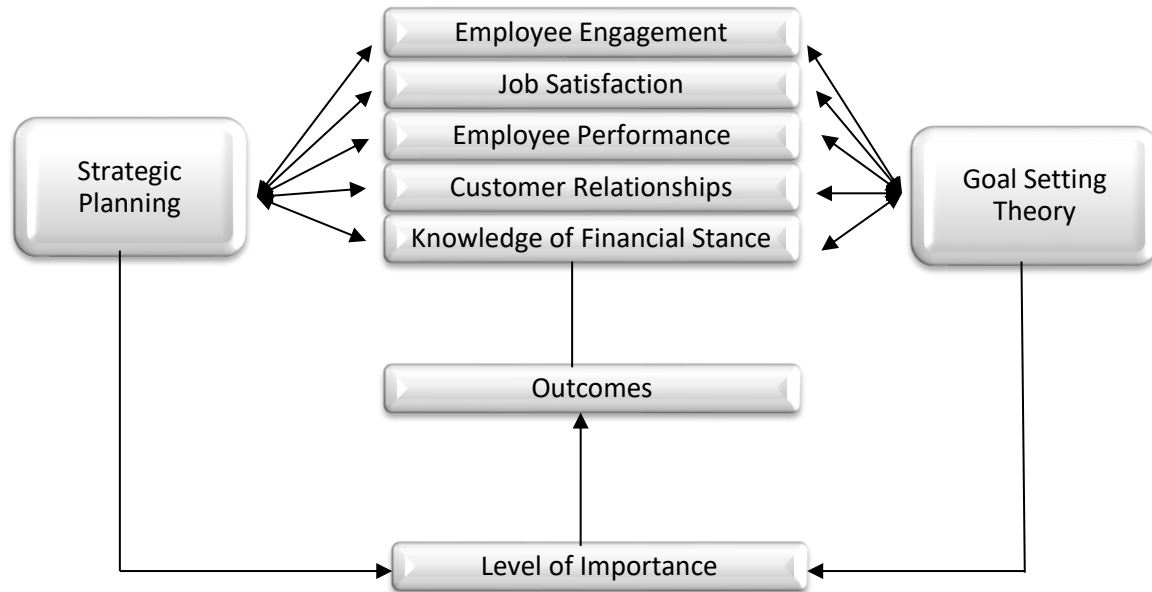 Employee Engagement
Job Satisfaction
Employee Performance
Customer Relationships
Knowledge of Financial Stance
Strategic
Planning
Goal Setting
Theory
Outcomes
Level of Importance